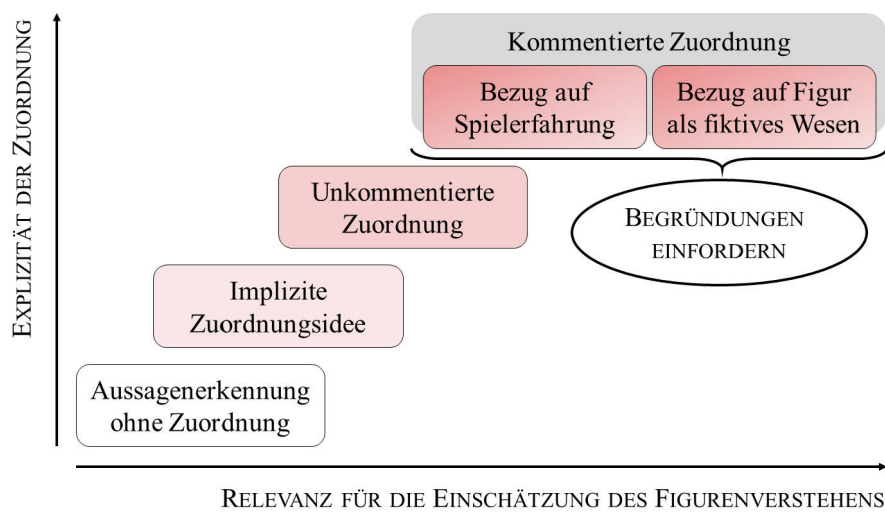 EXPLIZITÄT DER ZUORDNUNG
Kommentierte Zuordnung
Bezug auf
Spielerfahrung
Bezug auf Figur
als fiktives Wesen
Unkommentierte
Zuordnung
BEGRÜNDUNGEN
EINFORDERN
Implizite
Zuordnungsidee
Aussagenerkennung
ohne Zuordnung
RELEVANZ FÜR DIE EINSCHÄTZUNG DES FIGURENVERSTEHENS